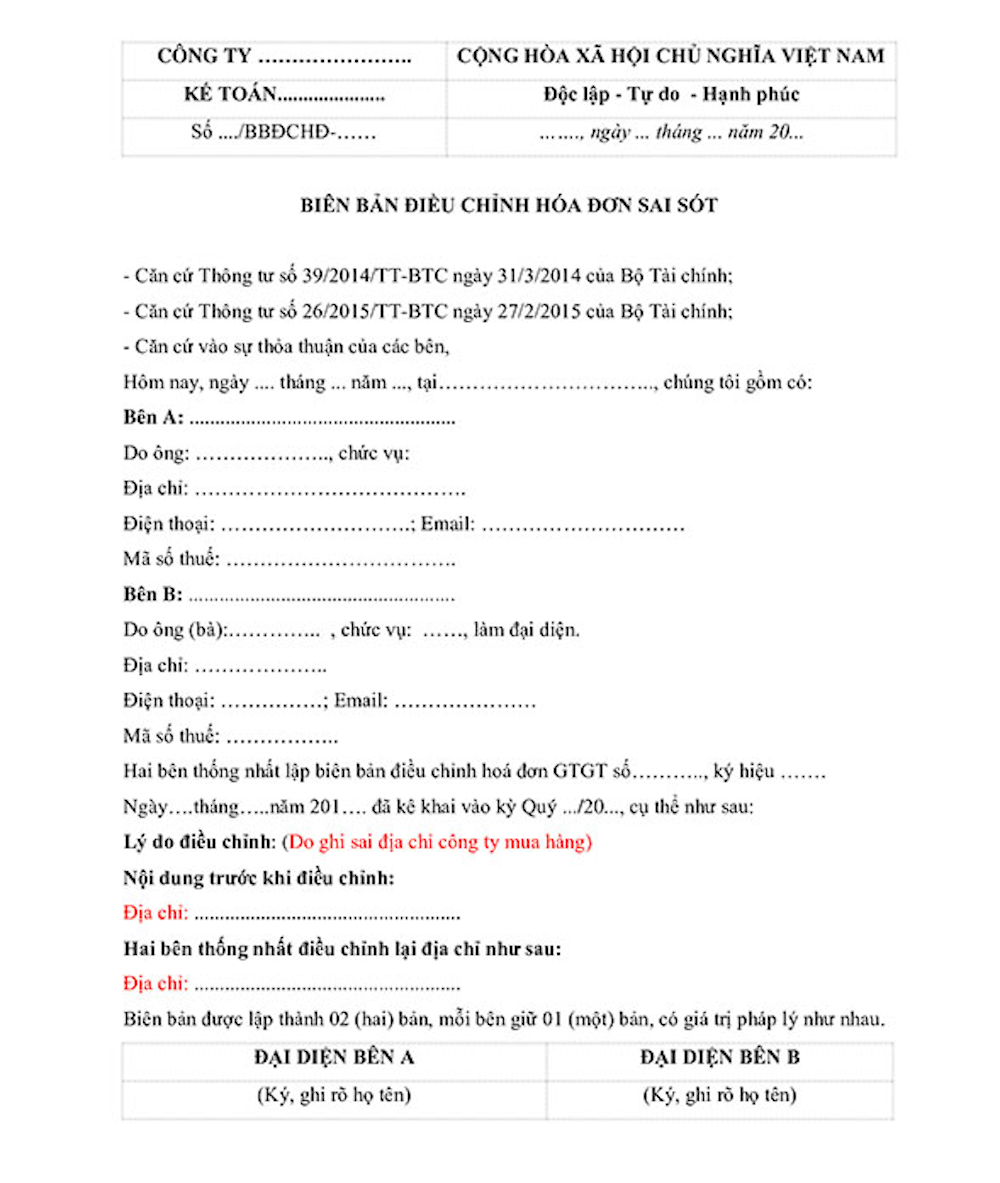 CÔNG TY …………………..
CỘNG HÒA XÃ HỘI CHỦ NGHĨA VIỆT NAM
KẾ TOÁN.....................
Độc lập - Tự do - Hạnh phúc
Số ..../BBĐCHĐ-……
……., ngày ... tháng ... năm 20...
BIÊN BẢN ĐIỀU CHỈNH HÓA ĐƠN SAI SÓT
- Căn cứ Thông tư số 39/2014/TT-BTC ngày 31/3/2014 của Bộ Tài chính;
- Căn cứ Thông tư số 26/2015/TT-BTC ngày 27/2/2015 của Bộ Tài chính;
- Căn cứ vào sự thỏa thuận của các bên,
Hôm nay, ngày .... tháng ... năm ..., tại………………………….., chúng tôi gồm có:
Bên A: ....................................................
Do ông: ……………….., chức vụ:
Địa chỉ: ………………………………….
Điện thoại: ……………………….; Email: …………………………
Mã số thuế: …………………………….
Bên B: ....................................................
Do ông (bà):………….. , chức vụ: ……, làm đại diện.
Địa chỉ: ………………..
Điện thoại: ……………; Email: …………………
Mã số thuế: ……………..
Hai bên thống nhất lập biên bản điều chỉnh hoá đơn GTGT số……….., ký hiệu …….
Ngày….tháng…..năm 201…. đã kê khai vào kỳ Quý .../20..., cụ thể như sau:
Lý do điều chỉnh: (Do ghi sai địa chỉ công ty mua hàng)
Nội dung trước khi điều chỉnh:
Địa chỉ: ....................................................
Hai bên thống nhất điều chỉnh lại địa chỉ như sau:
Địa chỉ: ....................................................
Biên bản được lập thành 02 (hai) bản, mỗi bên giữ 01 (một) bản, có giá trị pháp lý như nhau.
ĐẠI DIỆN BÊN A
ĐẠI DIỆN BÊN B
(Ký, ghi rõ họ tên)
(Ký, ghi rõ họ tên)